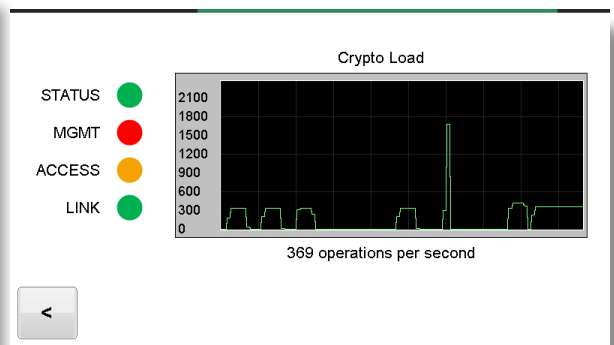 Crypto Load
STATUS
MGMT
ACCESS
LINK
2100
1800
1500
1200
900
600
300
0
369 operations per second
<